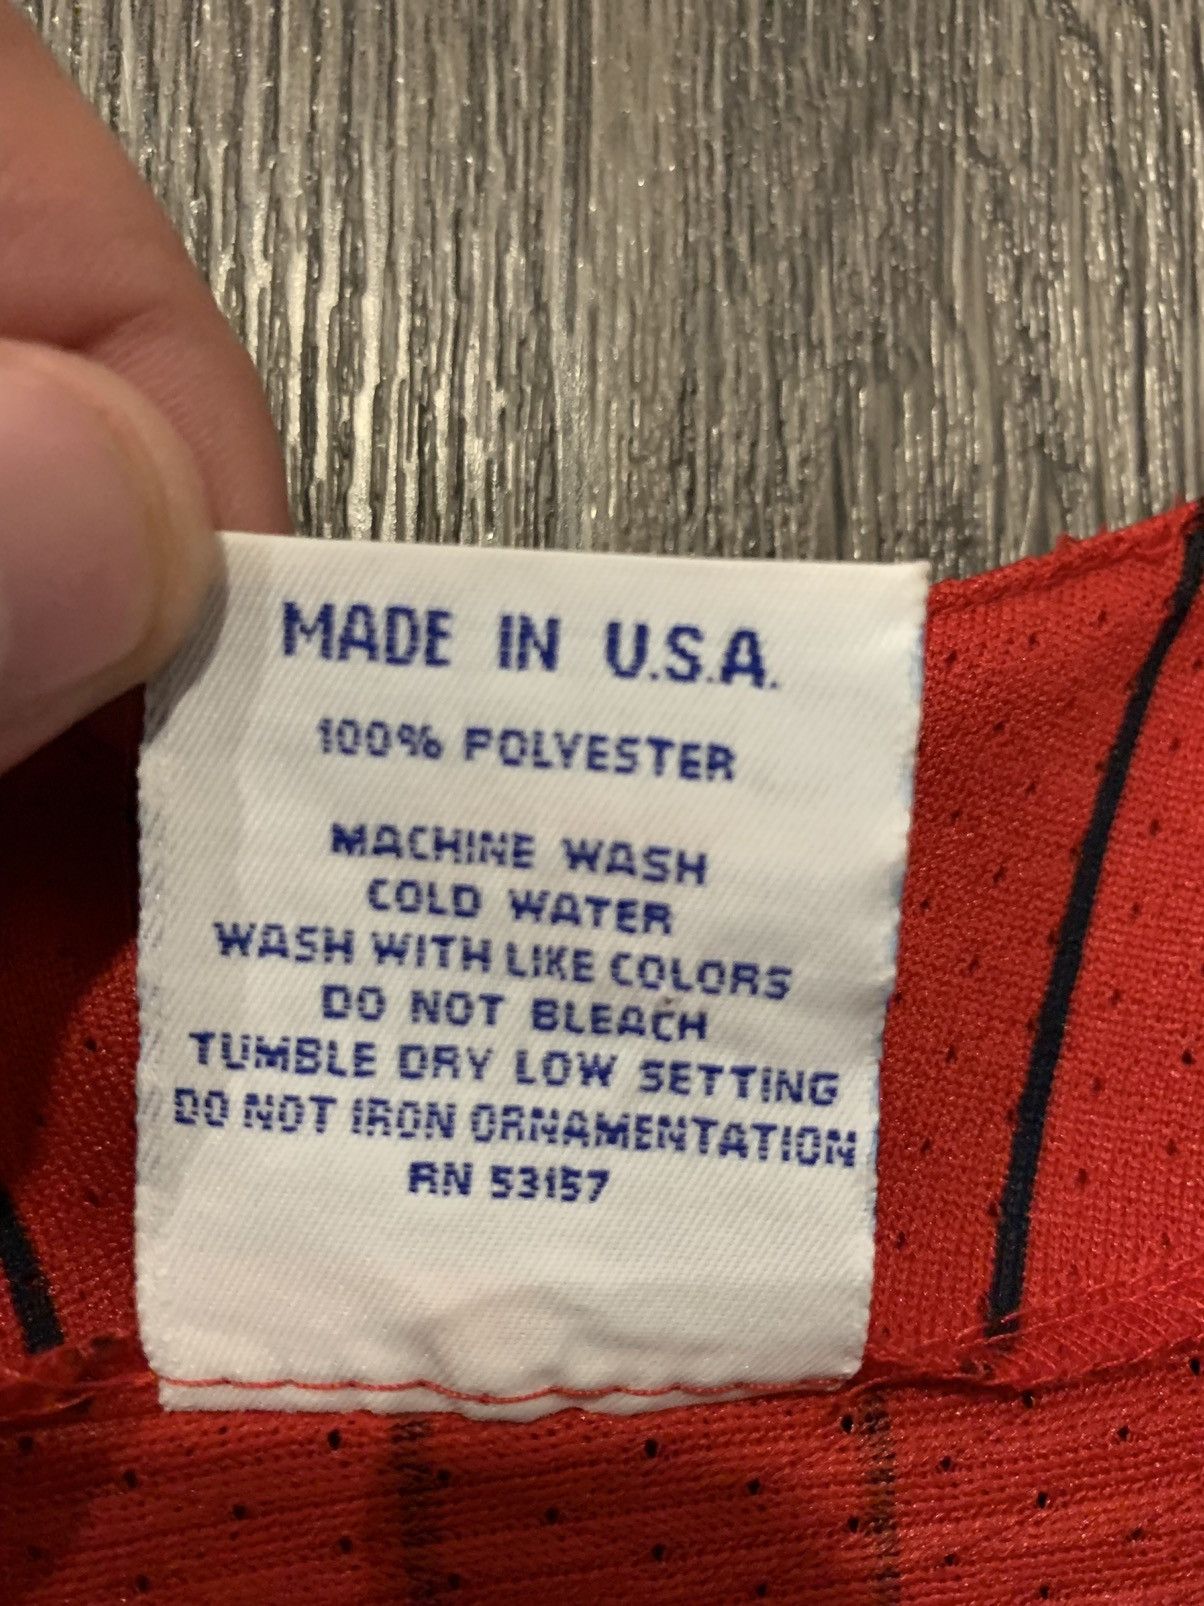 MADE IN U.S.A.
100% POLYESTER
MACHINE WASH
COLD WATER
WASH WITH LIKE COLORS
DO NOT BLEACH
TUMBLE DRY LOW SETTING
DO NOT IRON ORNAMENTATION
RN 53157